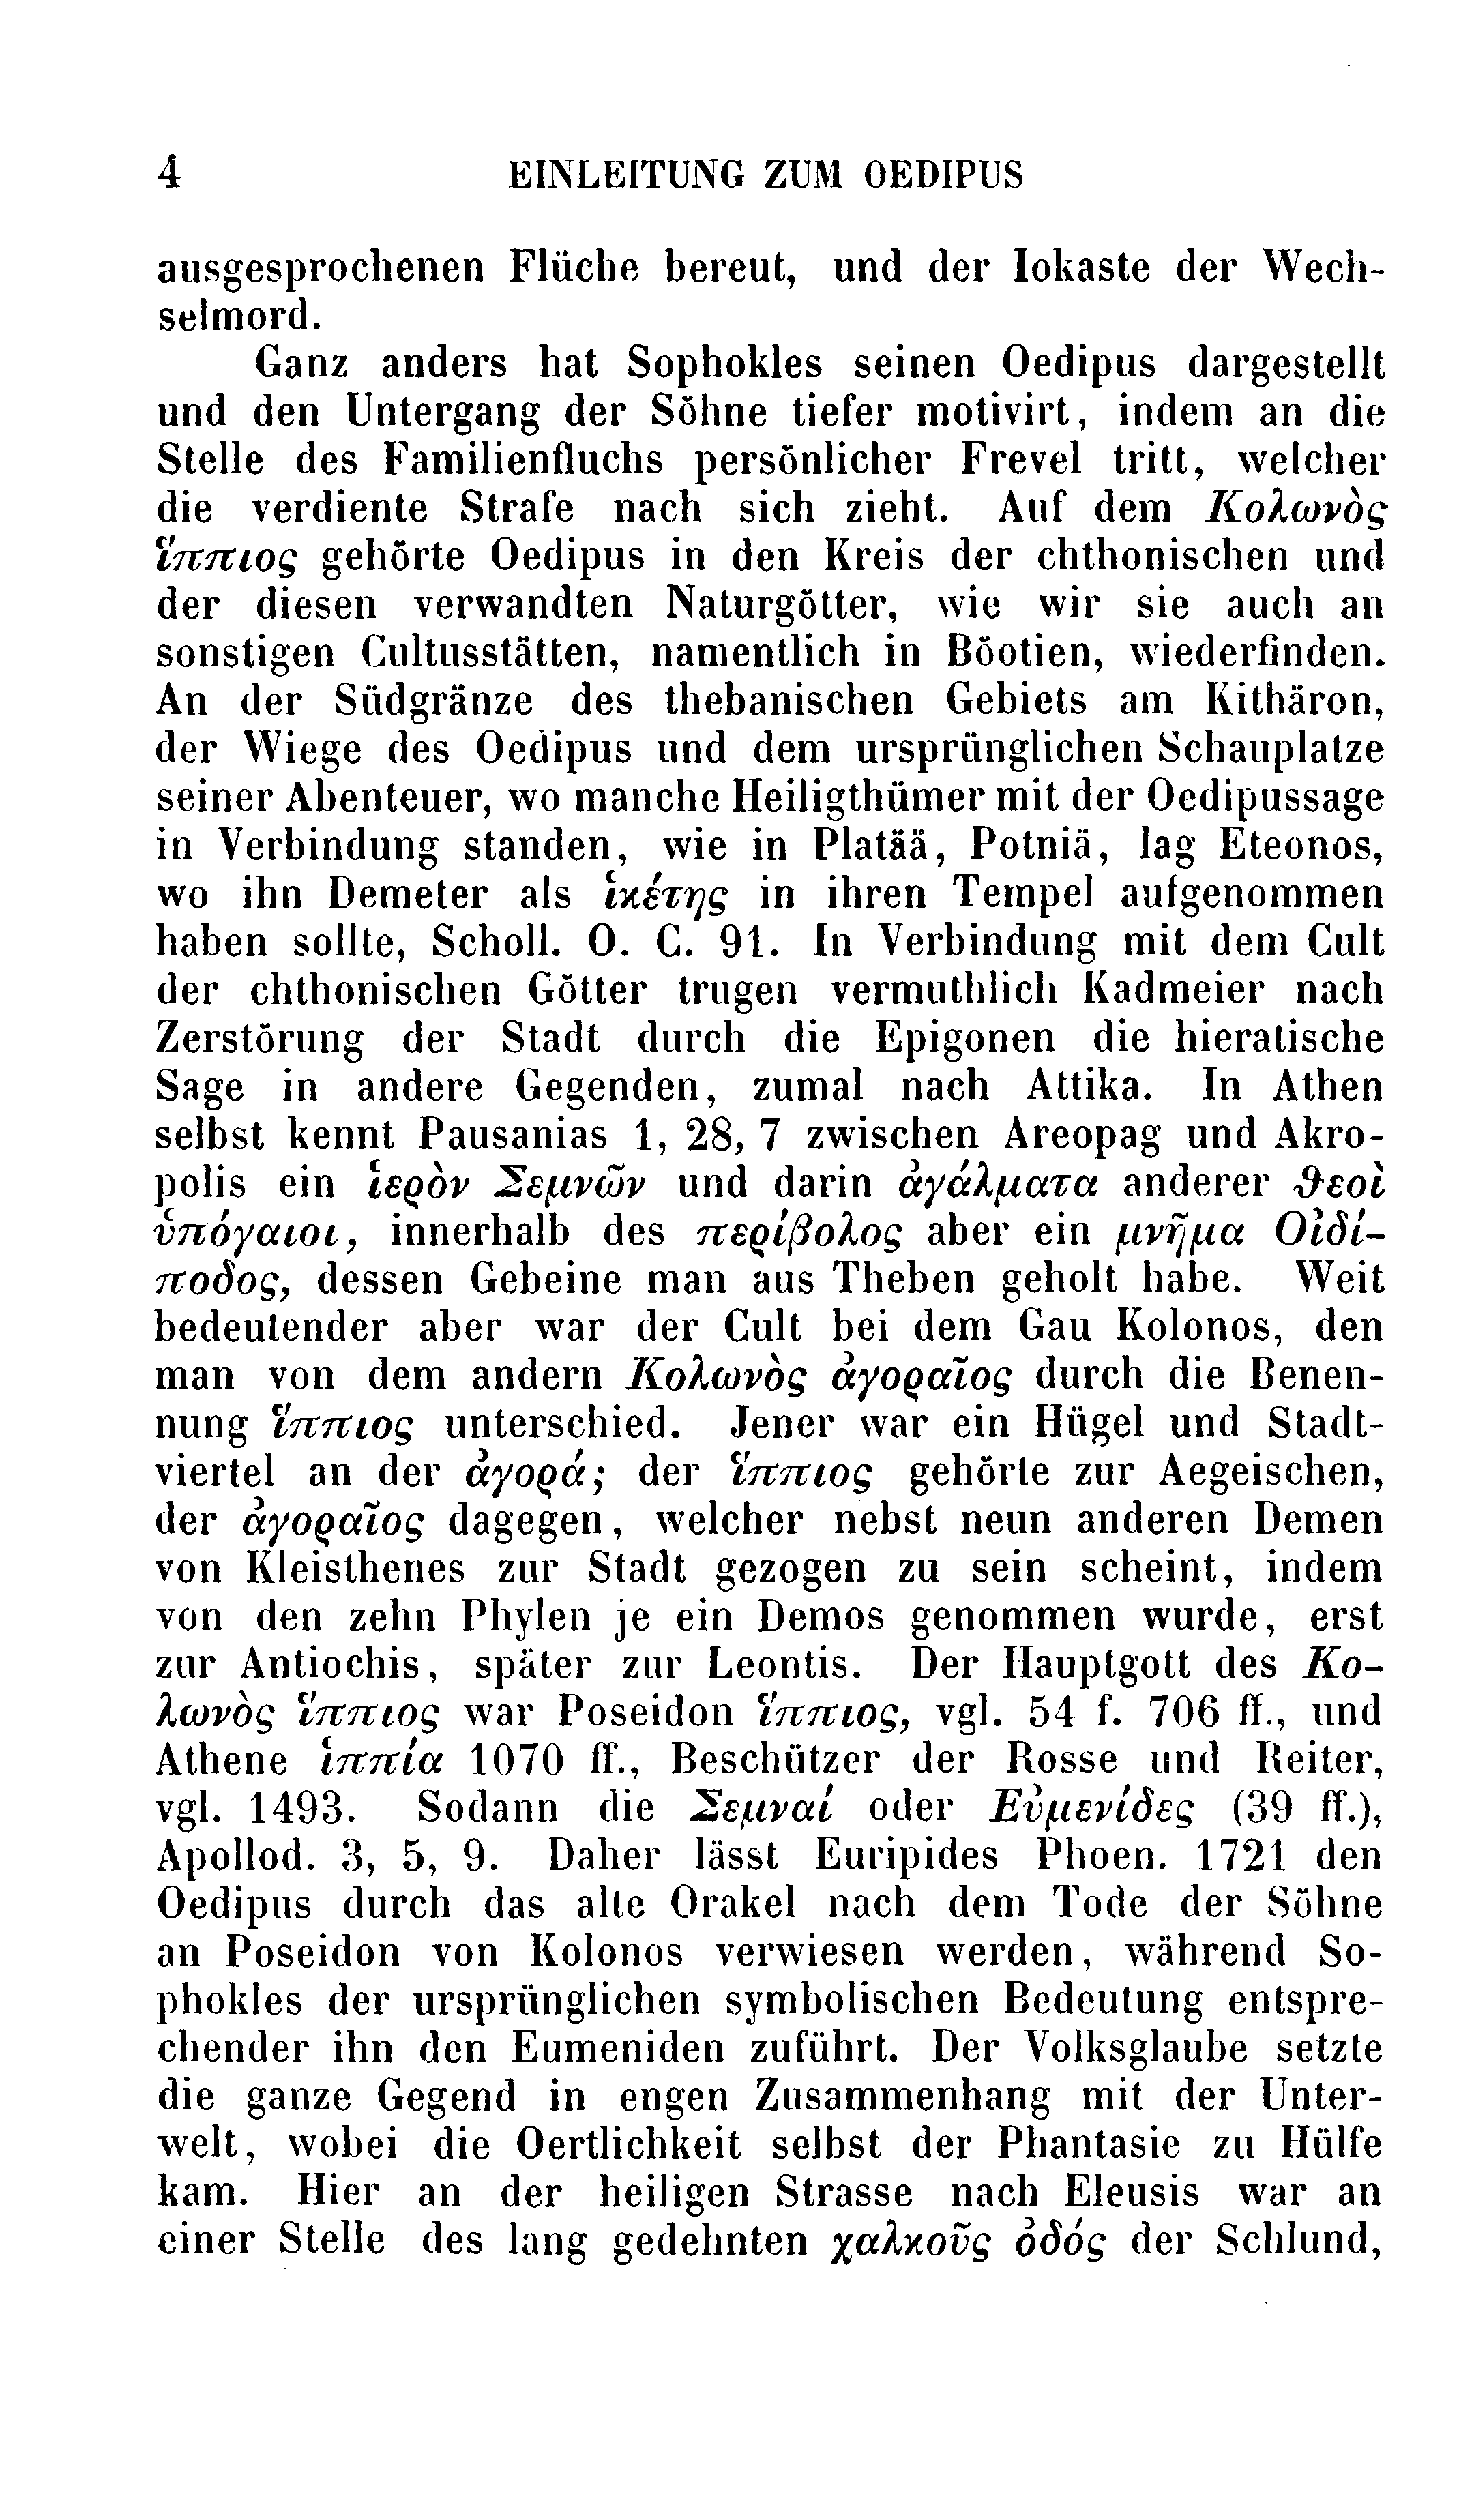 4 EINLEITUNG ZUM OEDIPUS
ausgesprochenen Flüche bereut, und der Iokaste der Wech-
selmord.
Ganz anders hat Sophokles seinen Oedipus dargestellt
und den Untergang der Söhne tiefer motivirt, indem an die
Stelle des Familienfluchs persönlicher Frevel tritt, welcher
die verdiente Strafe nach sich zieht. Auf dem Κολωνὸς
ἵππιος gehörte Oedipus in den Kreis der chthonischen und
der diesen verwandten Naturgötter, wie wir sie auch an
sonstigen Cultusstätten, namentlich in Böotien, wiederfinden.
An der Südgränze des thebanischen Gebiets am Kithäron,
der Wiege des Oedipus und dem ursprünglichen Schauplatze
seiner Abenteuer, wo manche Heiligthümer mit der Oedipussage
in Verbindung standen, wie in Platää, Potniä, lag Eteonos,
wo ihn Demeter als ἱκέτης in ihren Tempel aufgenommen
haben sollte, Scholl. O. C. 91. In Verbindung mit dem Cult
der chthonischen Götter trugen vermuthlich Kadmeier nach
Zerstörung der Stadt durch die Epigonen die hieratische
Sage in andere Gegenden, zumal nach Attika. In Athen
selbst kennt Pausanias 1, 28, 7 zwischen Areopag und Akro-
polis ein ἱερὸν Σεμνῶν und darin ἀγάλματα anderer ϑεοὶ
ὑπόγαιοι, innerhalb des περίβολος aber ein μνῆμα Οἰδί-
ποδος, dessen Gebeine man aus Theben geholt habe. Weit
bedeutender aber war der Cult bei dem Gau Kolonos, den
man von dem andern Κολωνὸς ἀγοραῖος durch die Benen-
nung ἵππιος unterschied. Jener war ein Hügel und Stadt-
viertel an der ἀγορά; der ἵππιος gehörte zur Aegeischen,
der ἀγοραῖος dagegen, welcher nebst neun anderen Demen
von Kleisthenes zur Stadt gezogen zu sein scheint, indem
von den zehn Phylen je ein Demos genommen wurde, erst
zur Antiochis, später zur Leontis. Der Hauptgott des Κο-
λωνὸς ἵππιος war Poseidon ἵππιος, vgl. 54 f. 706 ff., und
Athene ἱππία 1070 ff., Beschützer der Rosse und Reiter,
vgl. 1493. Sodann die Σεμναί oder Εὐμενίδες (39 ff.),
Apollod. 3, 5, 9. Daher lässt Euripides Phoen. 1721 den
Oedipus durch das alte Orakel nach dem Tode der Söhne
an Poseidon von Kolonos verwiesen werden, während So-
phokles der ursprünglichen symbolischen Bedeutung entspre-
chender ihn den Eumeniden zuführt. Der Volksglaube setzte
die ganze Gegend in engen Zusammenhang mit der Unter-
welt, wobei die Oertlichkeit selbst der Phantasie zu Hülfe
kam. Hier an der heiligen Strasse nach Eleusis war an
einer Stelle des lang gedehnten χαλκοῦς ὀδός der Schlund,